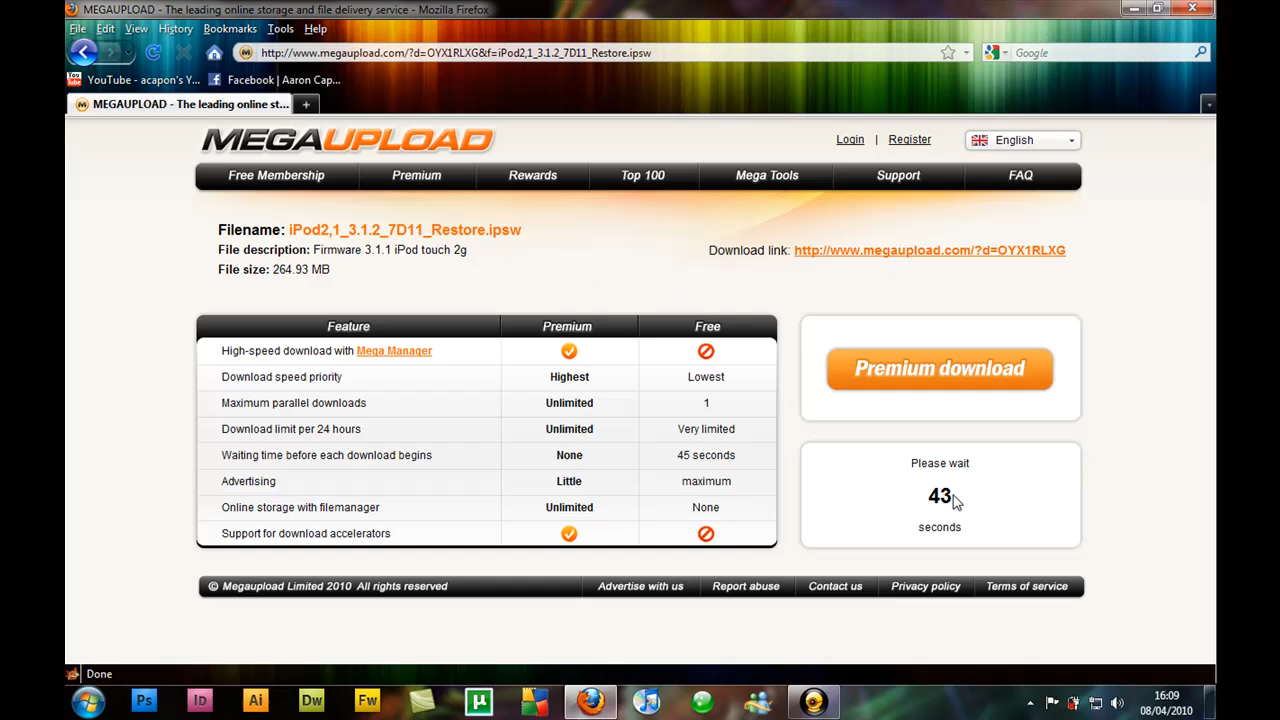 MEGAUPLOAD - The leading online storage and file delivery service - Mozilla Firefox
File Edit View History Bookmarks Tools Help
http://www.megaupload.com/?d=OYX1RLXG&f=iPod2,1_3.1.2_7D11_Restore.ipsw
Google
You Tube YouTube - acapon's Y... Facebook | Aaron Cap...
MEGAUPLOAD - The leading online st...
MEGAUPLOAD
Login | Register English
Free Membership Premium Rewards Top 100 Mega Tools Support FAQ
Filename: iPod2,1_3.1.2_7D11_Restore.ipsw
File description: Firmware 3.1.1 iPod touch 2g
Download link: http://www.megaupload.com/?d=OYX1RLXG
File size: 264.93 MB
Feature Premium Free
High-speed download with Mega Manager
Download speed priority Highest Lowest
Maximum parallel downloads Unlimited 1
Download limit per 24 hours Unlimited Very limited
Waiting time before each download begins None 45 seconds
Advertising Little maximum
Online storage with filemanager Unlimited None
Support for download accelerators
Premium download
Please wait
43
seconds
© Megaupload Limited 2010 All rights reserved Advertise with us Report abuse Contact us Privacy policy Terms of service
Done
Ps Id Ai Dw Fw µ
16:09
08/04/2010